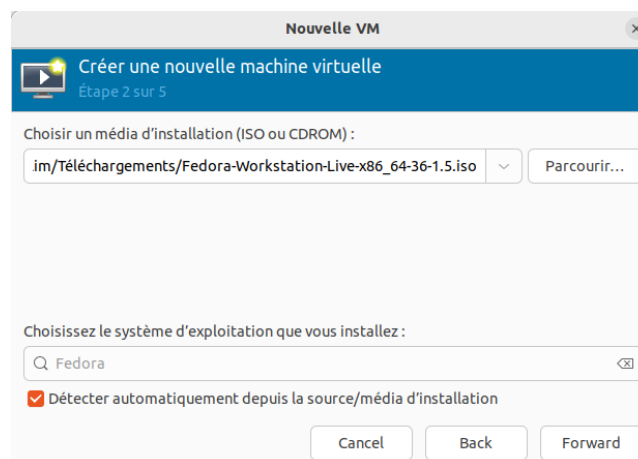 Nouvelle VM
Créer une nouvelle machine virtuelle
Étape 2 sur 5
Choisir un média d'installation (ISO ou CDROM) :
im/Téléchargements/Fedora-Workstation-Live-x86_64-36-1.5.iso
Parcourir...
Choisissez le système d'exploitation que vous installez :
Fedora
Détecter automatiquement depuis la source/média d'installation
Cancel Back Forward